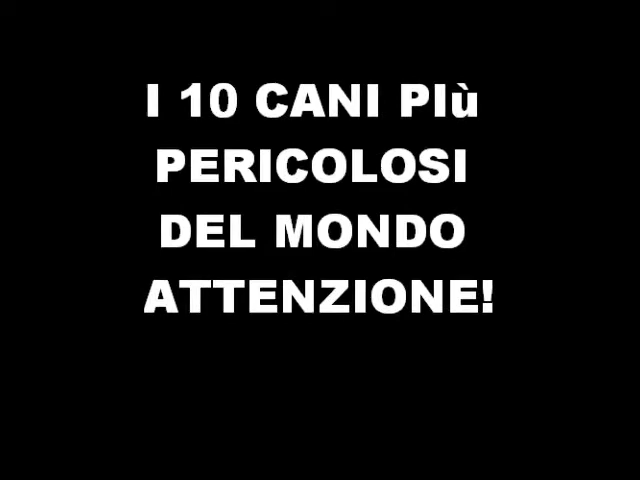 I 10 CANI PIù
PERICOLOSI
DEL MONDO
ATTENZIONE!